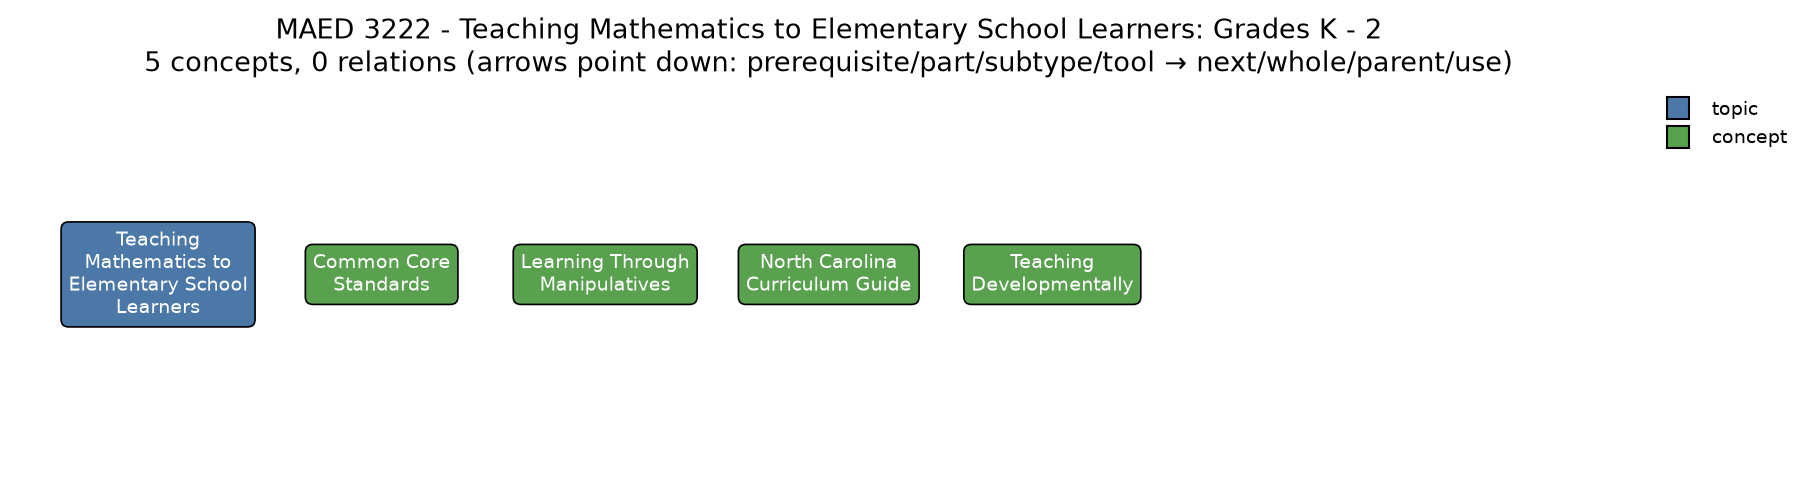 MAED 3222 - Teaching Mathematics to Elementary School Learners: Grades K - 2
5 concepts, 0 relations (arrows point down: prerequisite/part/subtype/tool → next/whole/parent/use)
topic
concept
Teaching
Mathematics to
Elementary School
Learners
Common Core
Standards
Learning Through
Manipulatives
North Carolina
Curriculum Guide
Teaching
Developmentally